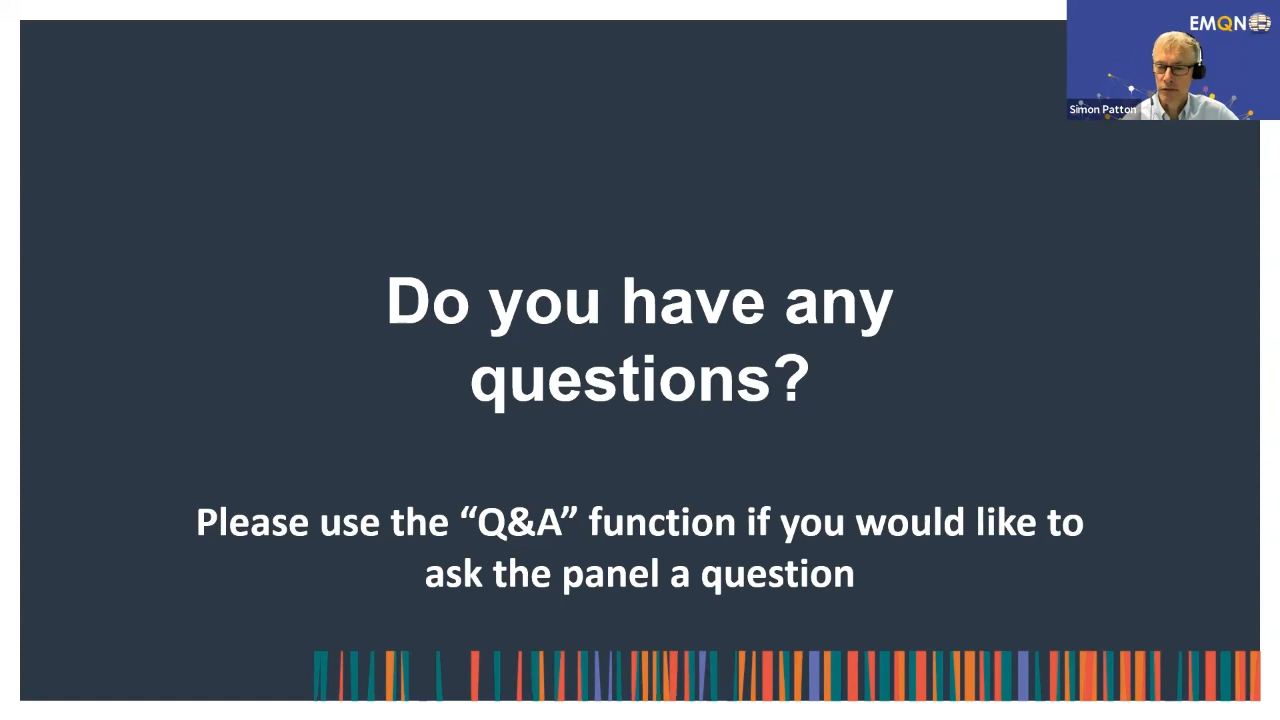 EMQN
Simon Patton
Do you have any
questions?
Please use the “Q&A” function if you would like to
ask the panel a question